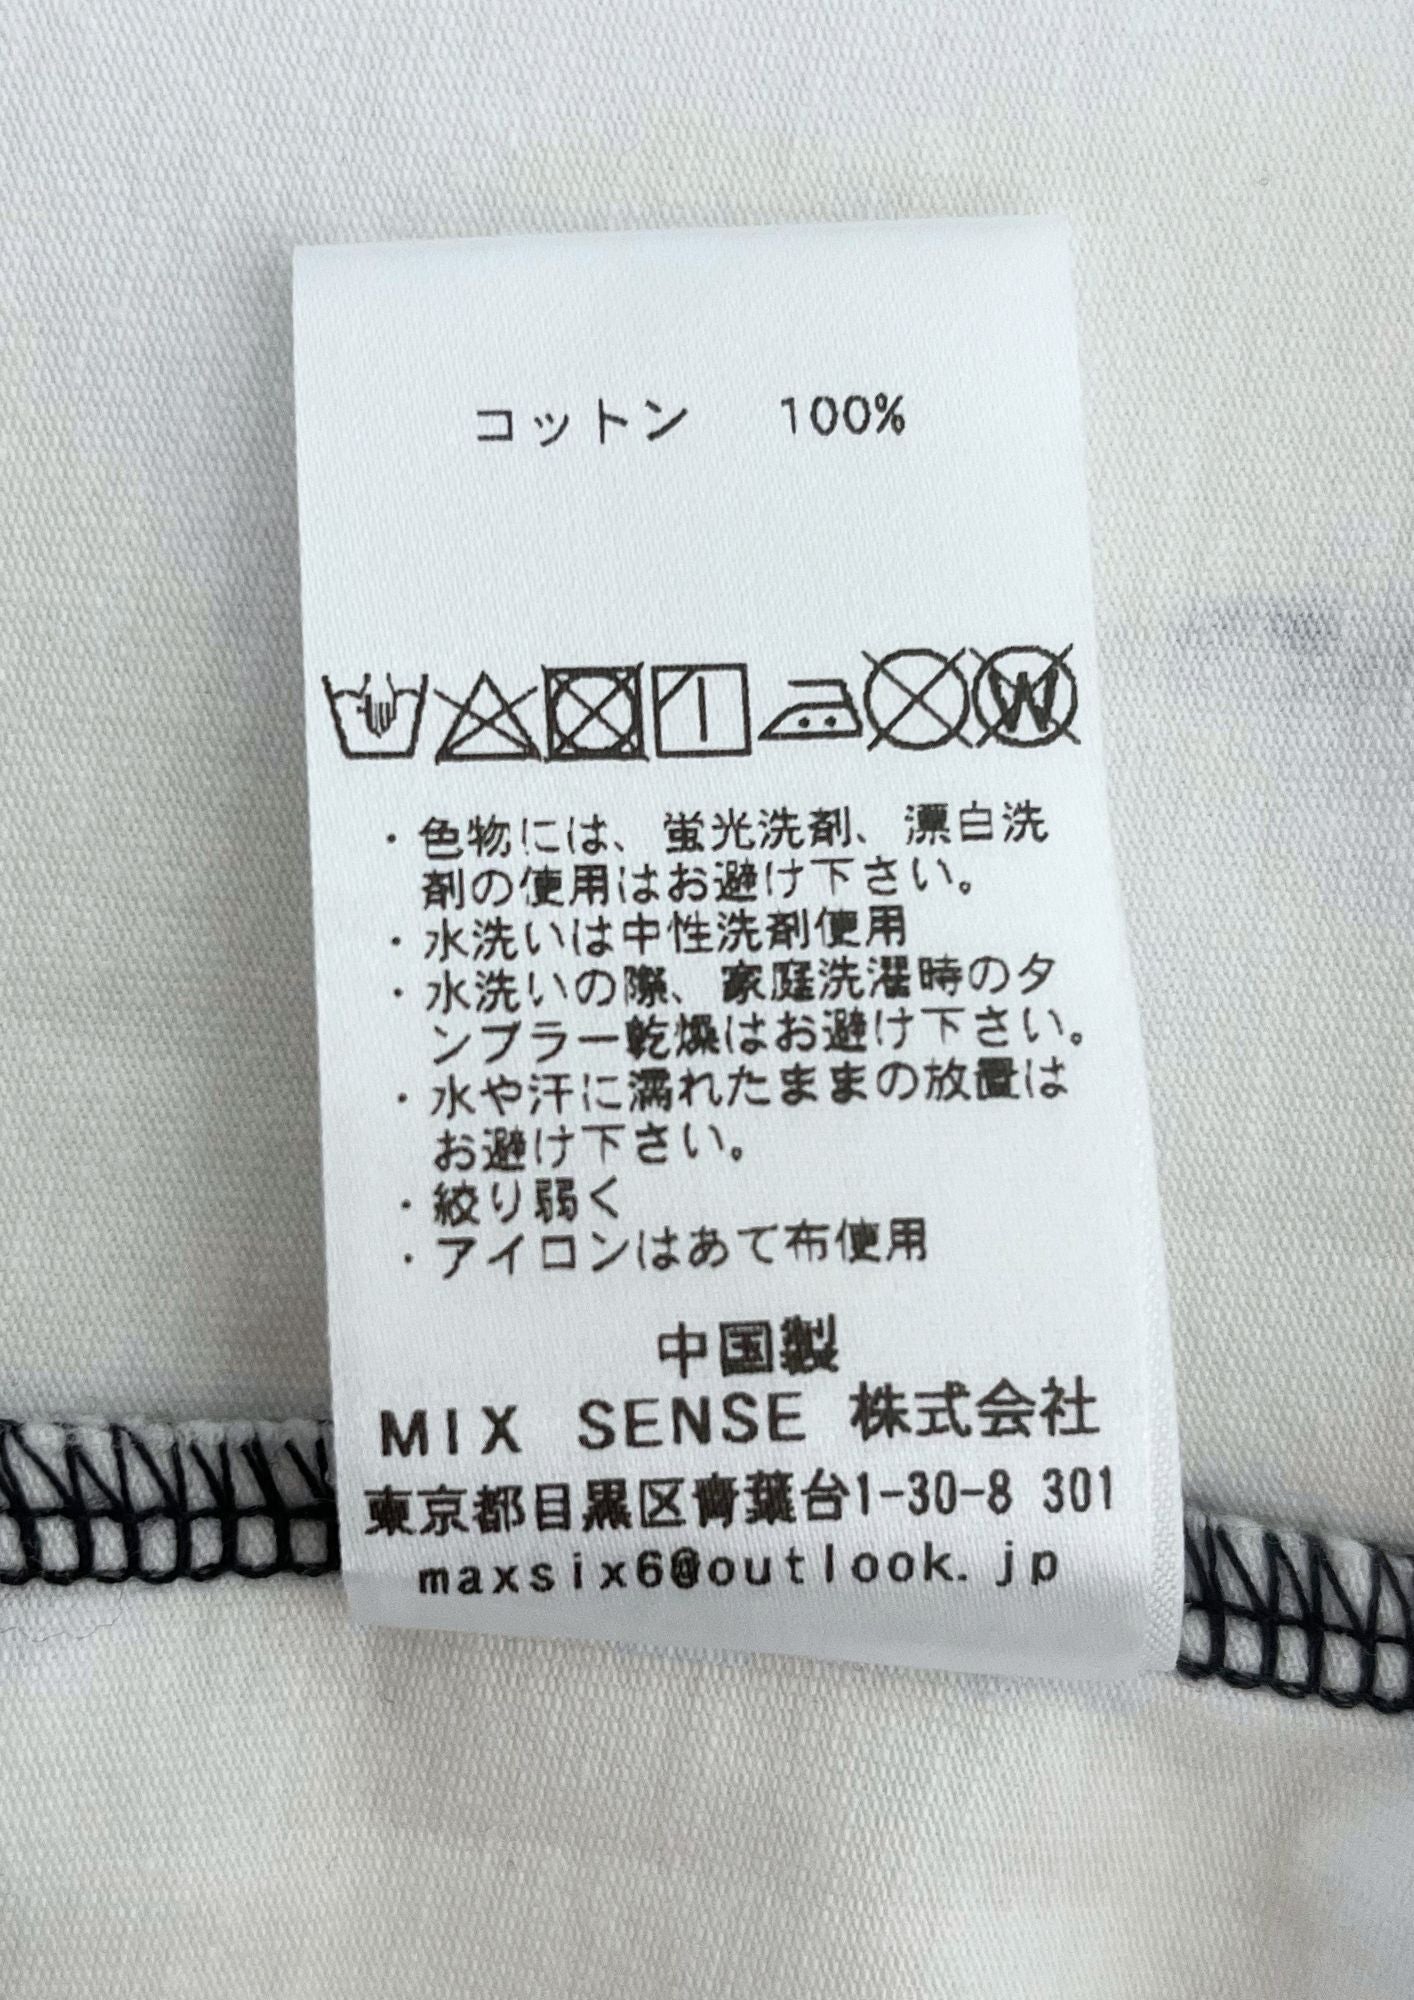 コットン 100%
W
・色物には、蛍光洗剤、漂白洗
剤の使用はお避け下さい。
・水洗いは中性洗剤使用
・水洗いの際、家庭洗濯時のタ
ンブラー乾燥はお避け下さい。
・水や汗に濡れたままの放置は
お避け下さい。
・絞り弱く
・アイロンはあて布使用
中国製
MIX SENSE 株式会社
東京都目黒区青葉台1-30-8 301
maxsix6@outlook.jp